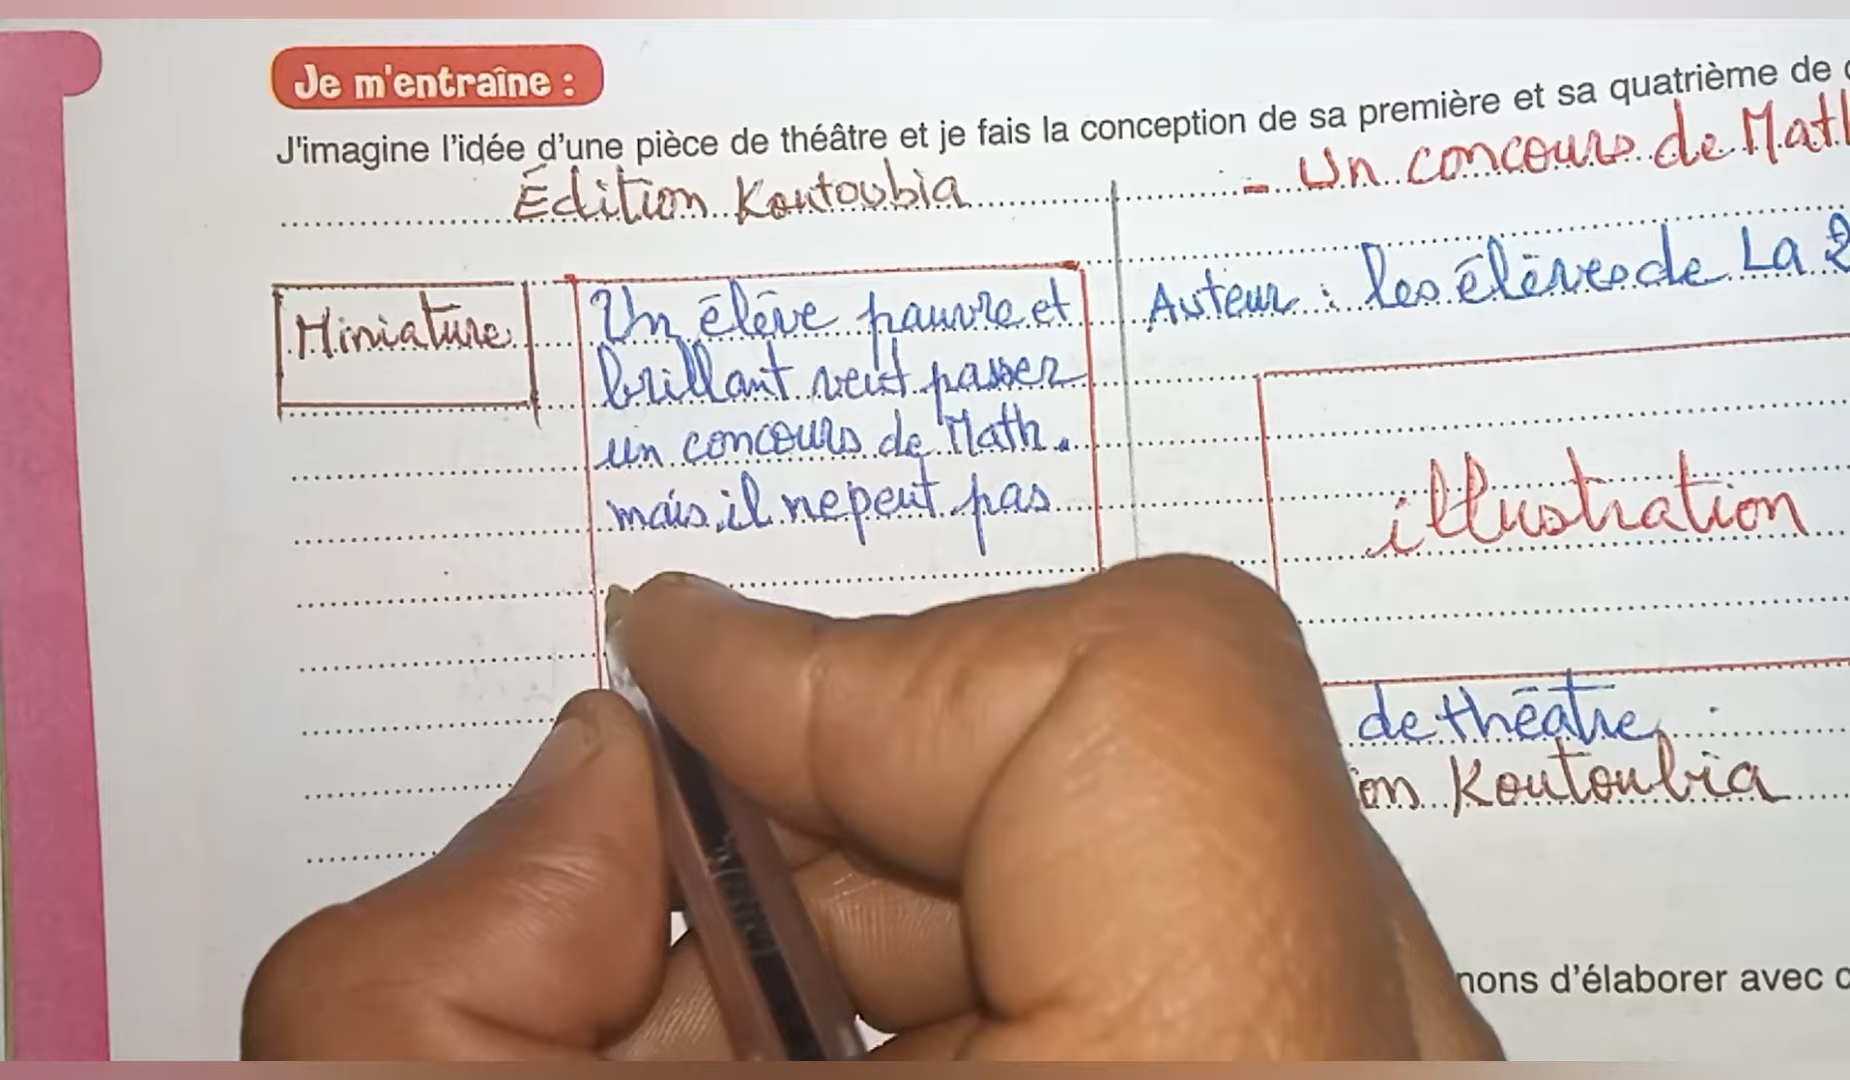 Je m'entraîne :
J'imagine l'idée d'une pièce de théâtre et je fais la conception de sa première et sa quatrième de
Édition Koutoubia
- Un concours de Math
Miniature
Un élève pauvre et
brillant veut passer
un concours de Math.
mais il ne peut pas
Auteur : les élèves de La 2
illustration
de théâtre :
on Koutoubia
nons d'élaborer avec